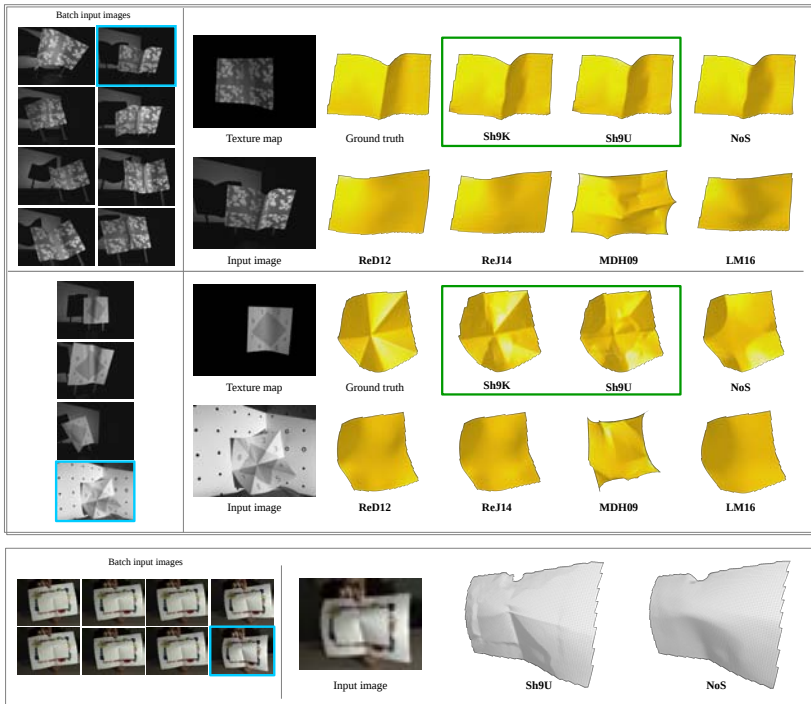 Batch input images
Texture map
Ground truth
Sh9K
Sh9U
NoS
Input image
ReD12
ReJ14
MDH09
LM16
Texture map
Ground truth
Sh9K
Sh9U
NoS
Input image
ReD12
ReJ14
MDH09
LM16
Batch input images
Input image
Sh9U
NoS